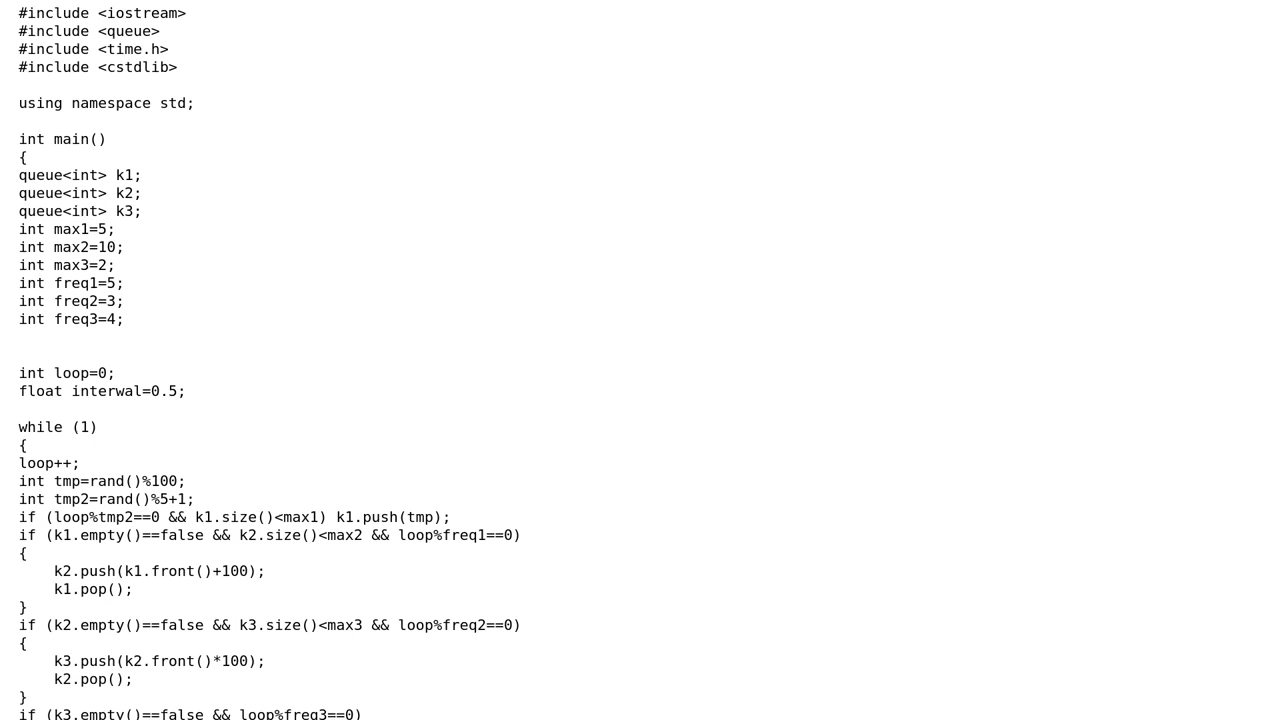 #include <iostream>
#include <queue>
#include <time.h>
#include <cstdlib>
using namespace std;
int main()
{
queue<int> k1;
queue<int> k2;
queue<int> k3;
int max1=5;
int max2=10;
int max3=2;
int freq1=5;
int freq2=3;
int freq3=4;
int loop=0;
float interwal=0.5;
while (1)
{
loop++;
int tmp=rand()%100;
int tmp2=rand()%5+1;
if (loop%tmp2==0 && k1.size()<max1) k1.push(tmp);
if (k1.empty()==false && k2.size()<max2 && loop%freq1==0)
{
    k2.push(k1.front()+100);
    k1.pop();
}
if (k2.empty()==false && k3.size()<max3 && loop%freq2==0)
{
    k3.push(k2.front()*100);
    k2.pop();
}
if (k3.empty()==false && loop%freq3==0)